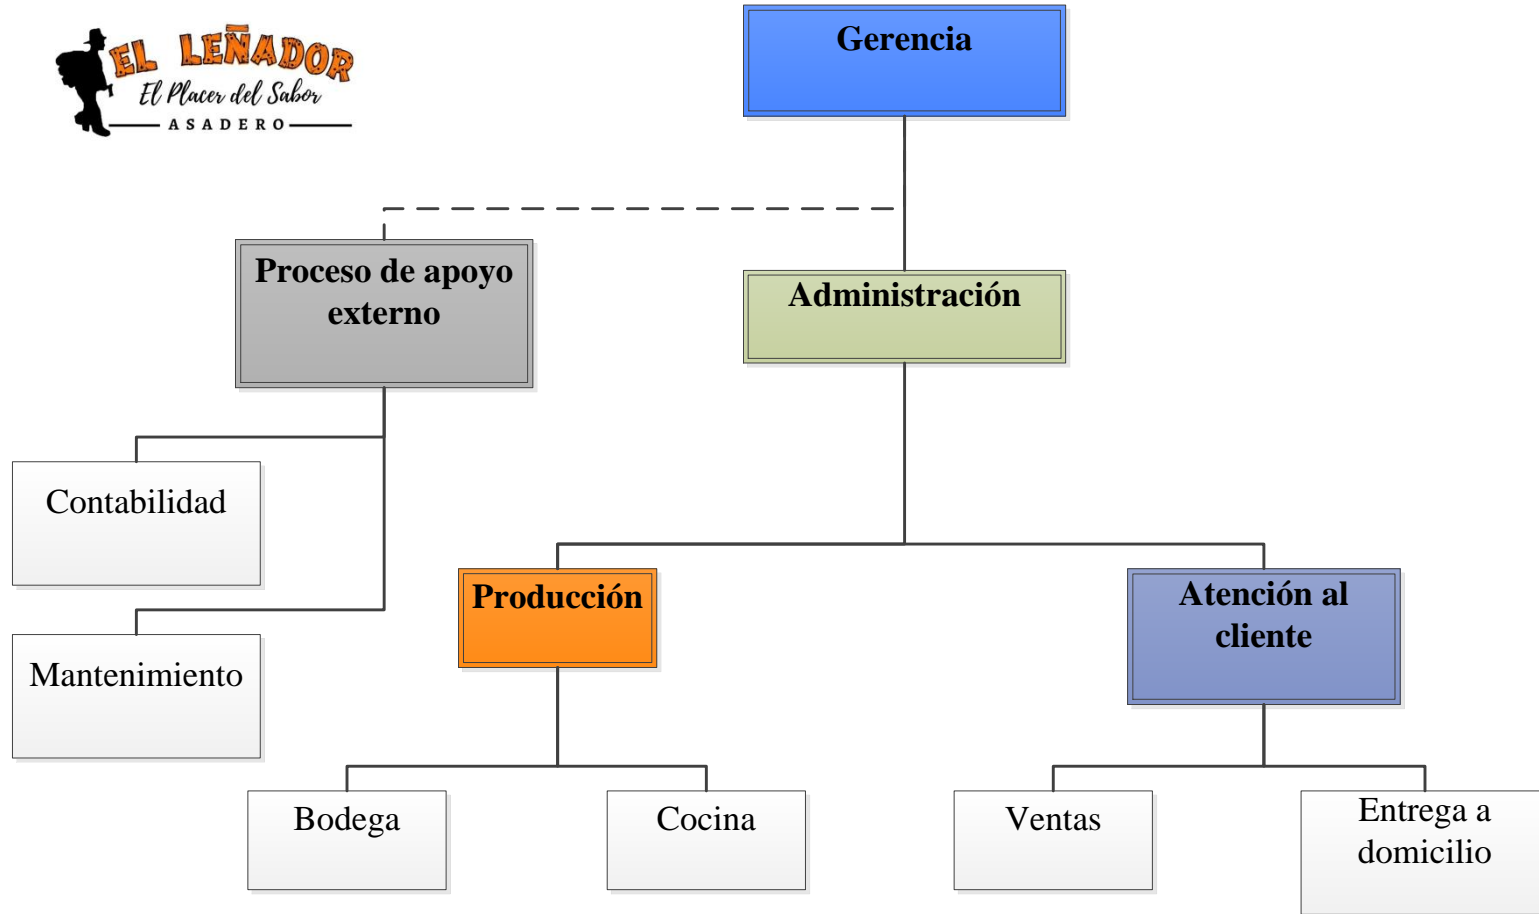 EL LEÑADOR
El Placer del Sabor
ASADERO
Gerencia
Proceso de apoyo
externo
Administración
Contabilidad
Mantenimiento
Producción
Atención al
cliente
Bodega
Cocina
Ventas
Entrega a
domicilio